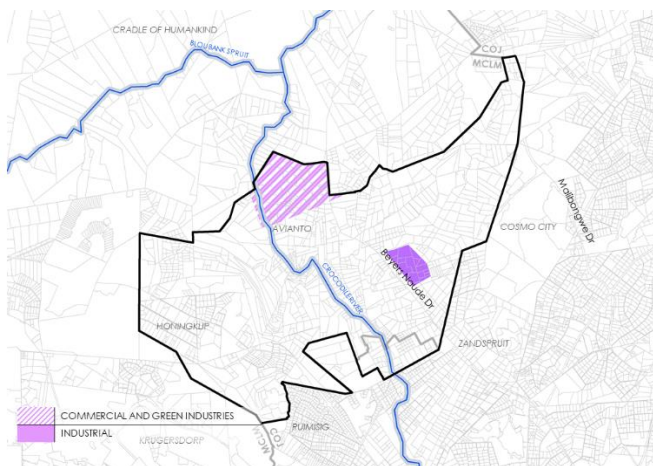 CRADLE OF HUMANKIND
BLOUBANK SPRUIT
COJ
MCLM
Malibongwe Dr
COSMO CITY
AVIANTO
Beyers Naude Dr
CROCODILE RIVER
HONINGKLIP
ZANDSPRUIT
RUIMISIG
KRUGERSDORP
COJ
MCLM
COMMERCIAL AND GREEN INDUSTRIES
INDUSTRIAL